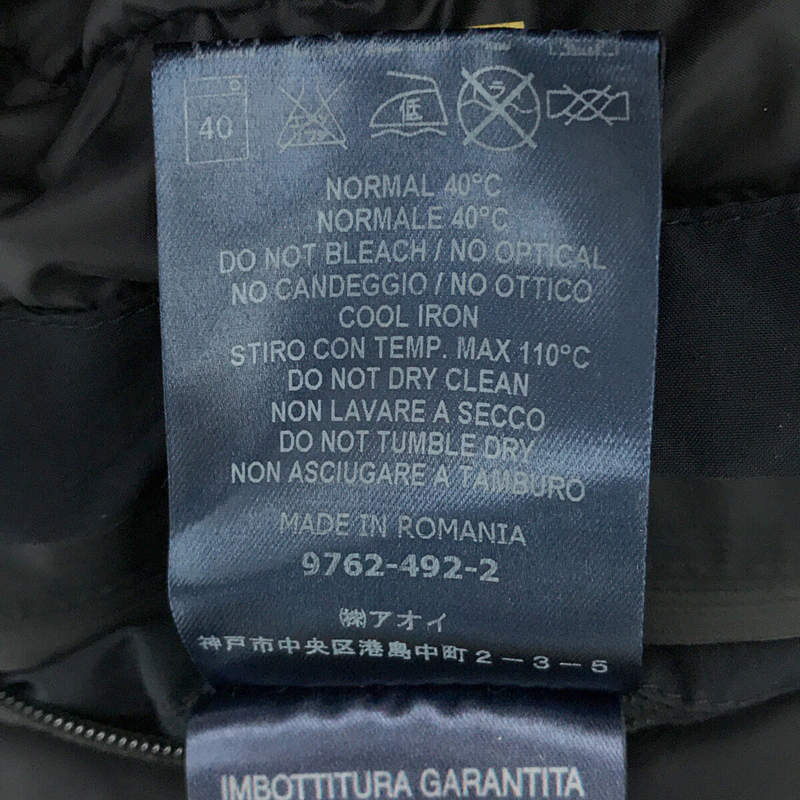 40 低
NORMAL 40°C
NORMALE 40°C
DO NOT BLEACH / NO OPTICAL
NO CANDEGGIO / NO OTTICO
COOL IRON
STIRO CON TEMP. MAX 110°C
DO NOT DRY CLEAN
NON LAVARE A SECCO
DO NOT TUMBLE DRY
NON ASCIUGARE A TAMBURO
MADE IN ROMANIA
9762-492-2
㈱アオイ
神戸市中央区港島中町2-3-5
IMBOTTITURA GARANTITA